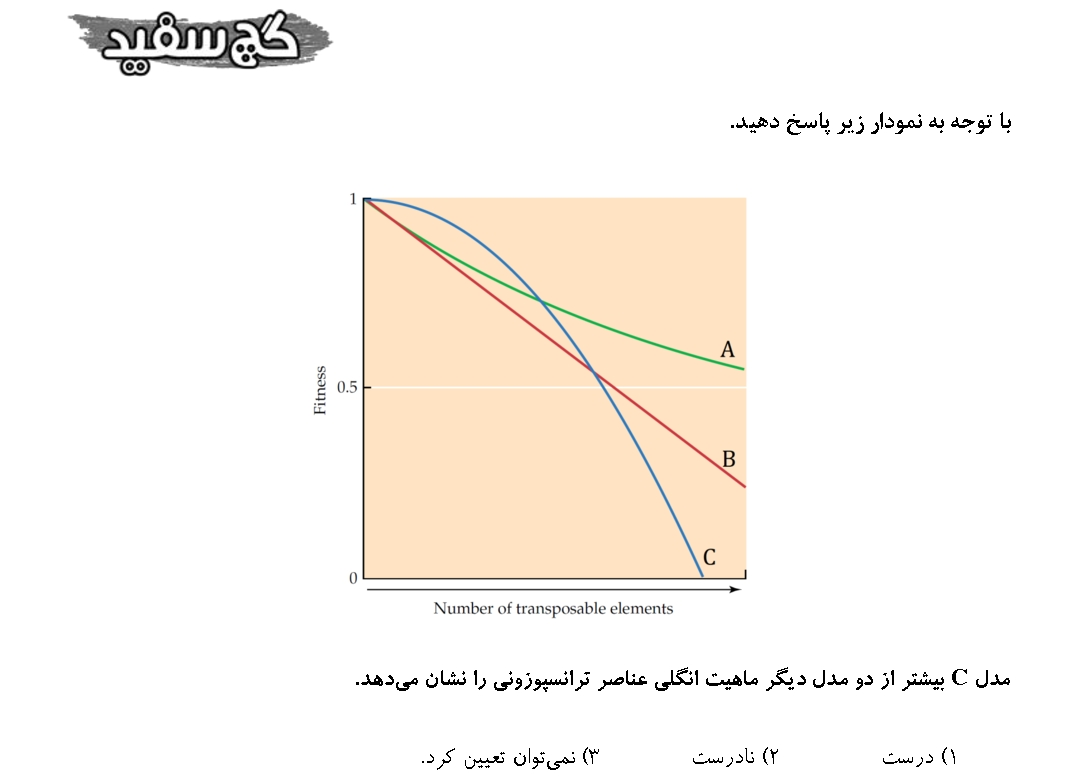 گچ سفید
با توجه به نمودار زیر پاسخ دهید.
1
A
Fitness
0.5
B
C
0
Number of transposable elements
مدل C بیشتر از دو مدل دیگر ماهیت انگلی عناصر ترانسپوزونی را نشان می‌دهد.
۱) درست ۲) نادرست ۳) نمی‌توان تعیین کرد.